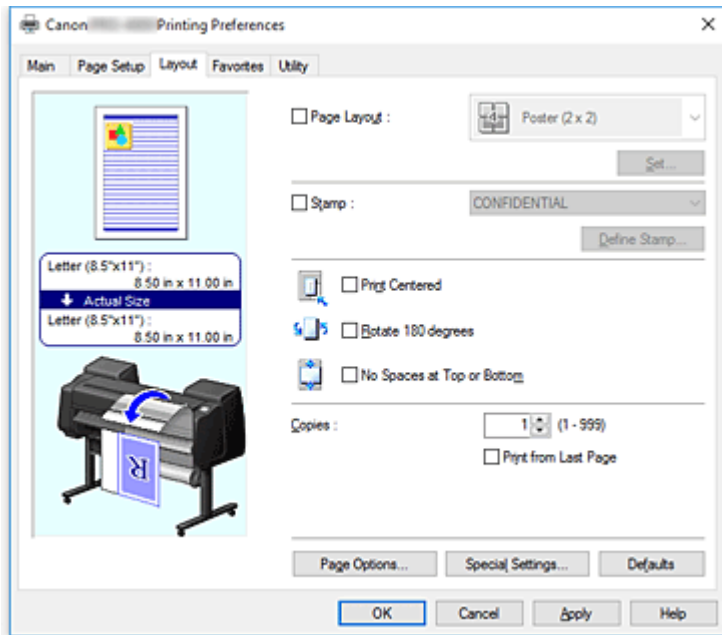 Canon Printing Preferences
Main Page Setup Layout Favorites Utility
Page Layout :
Poster (2 x 2)
Set...
Stamp :
CONFIDENTIAL
Define Stamp...
Letter (8.5"x11") :
8.50 in x 11.00 in
Actual Size
Letter (8.5"x11") :
8.50 in x 11.00 in
Print Centered
Rotate 180 degrees
No Spaces at Top or Bottom
R
Copies :
1 (1 - 999)
Print from Last Page
Page Options... Special Settings... Defaults
OK Cancel Apply Help